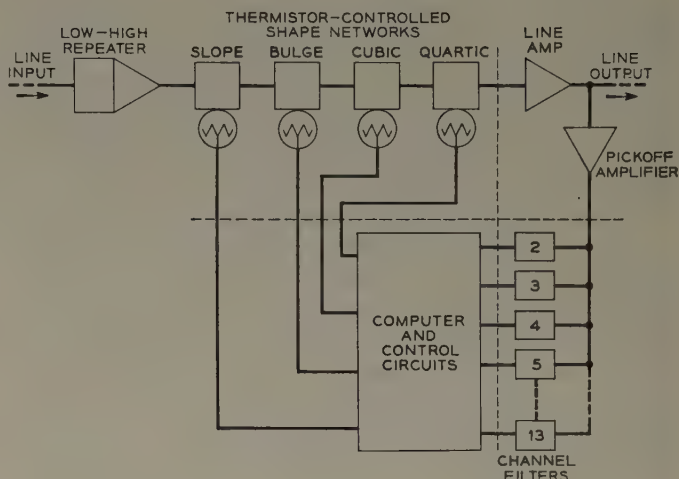 THERMISTOR-CONTROLLED
SHAPE NETWORKS
LOW-HIGH
REPEATER
SLOPE
BULGE
CUBIC
QUARTIC
LINE
AMP
LINE
INPUT
LINE
OUTPUT
PICKOFF
AMPLIFIER
COMPUTER
AND
CONTROL
CIRCUITS
2
3
4
5
13
CHANNEL
FILTERS